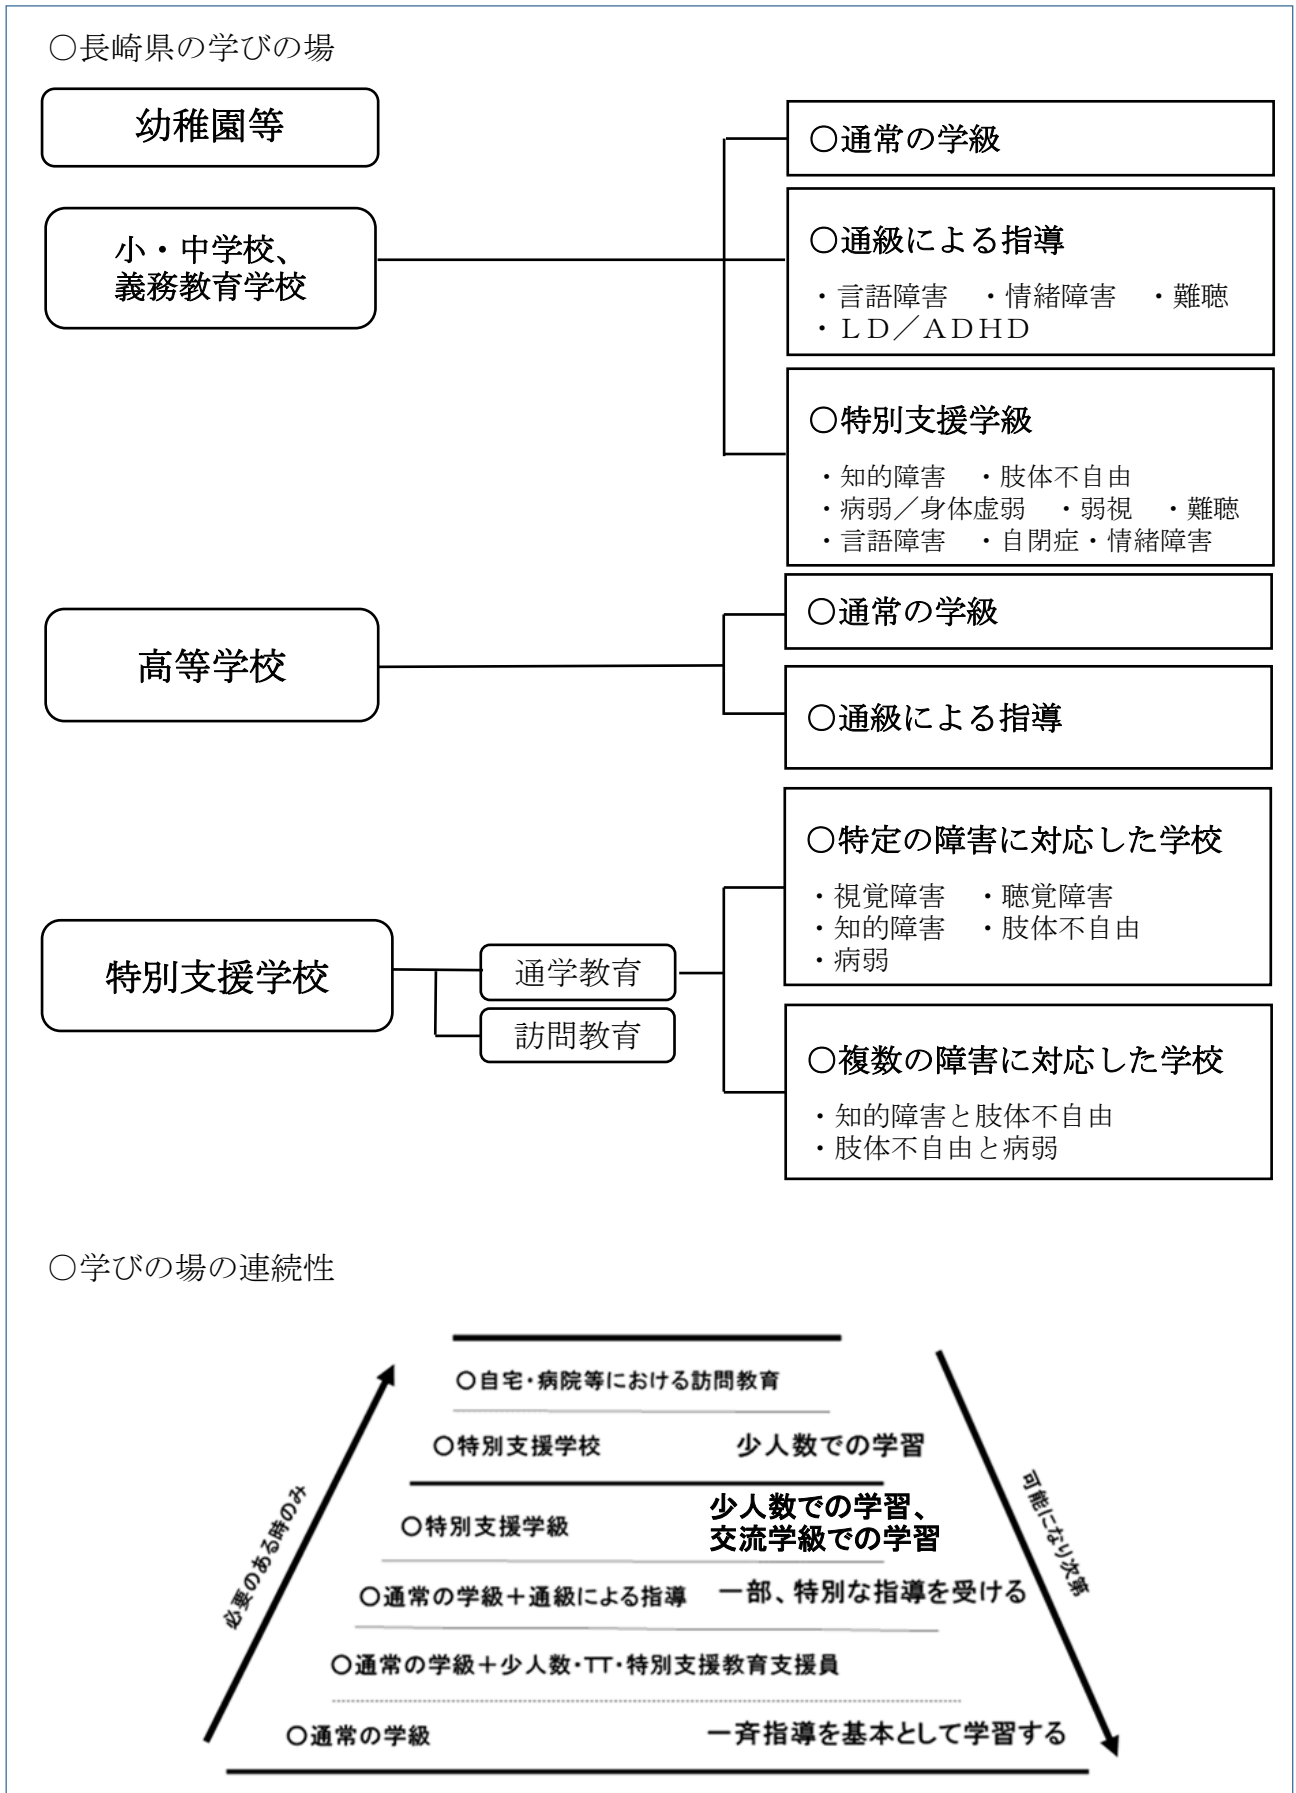 ○長崎県の学びの場
幼稚園等
小・中学校、
義務教育学校
○通常の学級
○通級による指導
・言語障害　・情緒障害　・難聴
・ＬＤ／ＡＤＨＤ
○特別支援学級
・知的障害　・肢体不自由
・病弱／身体虚弱　・弱視　・難聴
・言語障害　・自閉症・情緒障害
高等学校
○通常の学級
○通級による指導
特別支援学校
通学教育
訪問教育
○特定の障害に対応した学校
・視覚障害　・聴覚障害
・知的障害　・肢体不自由
・病弱
○複数の障害に対応した学校
・知的障害と肢体不自由
・肢体不自由と病弱
○学びの場の連続性
必要のある時のみ
○自宅・病院等における訪問教育
○特別支援学校　少人数での学習
○特別支援学級　少人数での学習、
交流学級での学習
○通常の学級＋通級による指導　一部、特別な指導を受ける
○通常の学級＋少人数・TT・特別支援教育支援員
○通常の学級　一斉指導を基本として学習する
可能になり次第